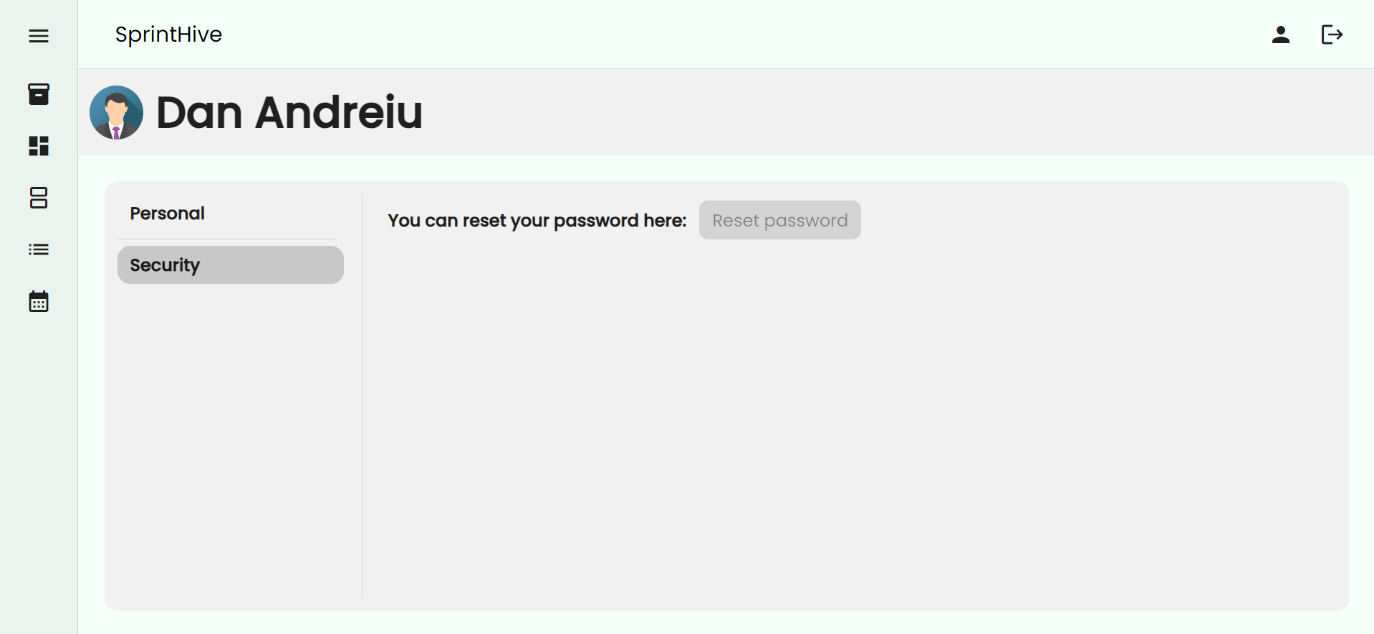 SprintHive
Dan Andreiu
Personal
Security
You can reset your password here: Reset password